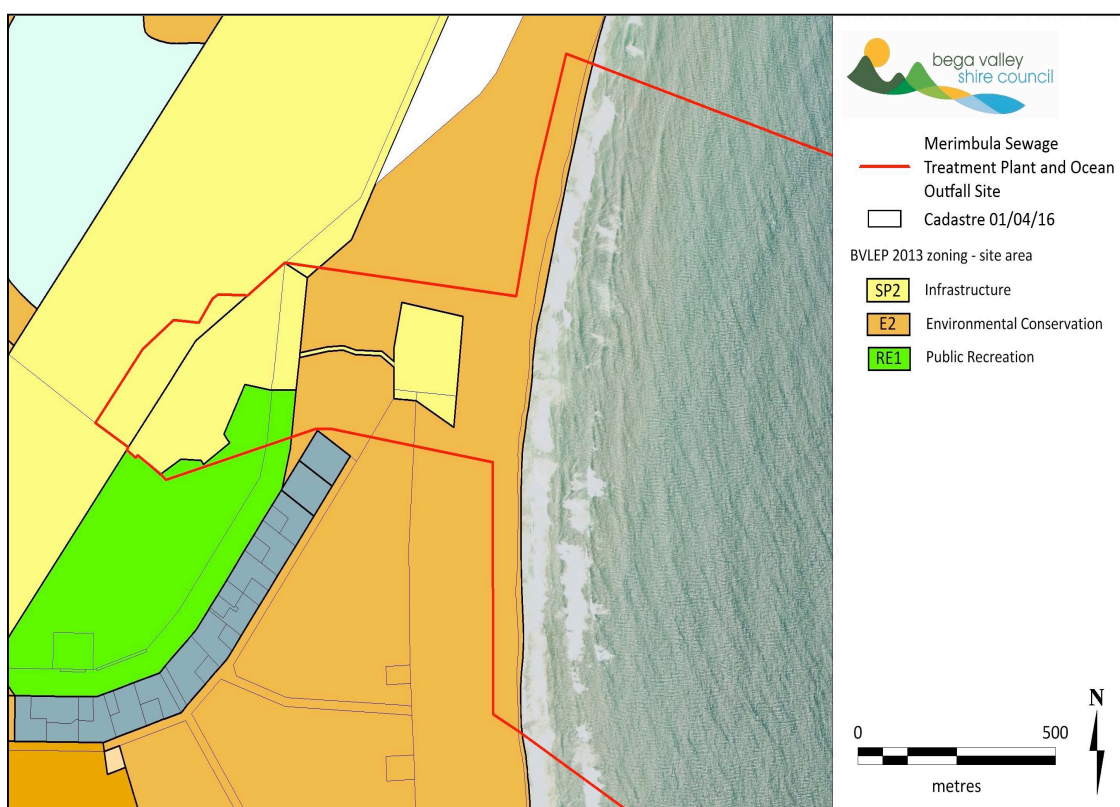 bega valley
shire council
Merimbula Sewage
Treatment Plant and Ocean
Outfall Site
Cadastre 01/04/16
BVLEP 2013 zoning - site area
SP2 Infrastructure
E2 Environmental Conservation
RE1 Public Recreation
N
0 500
metres